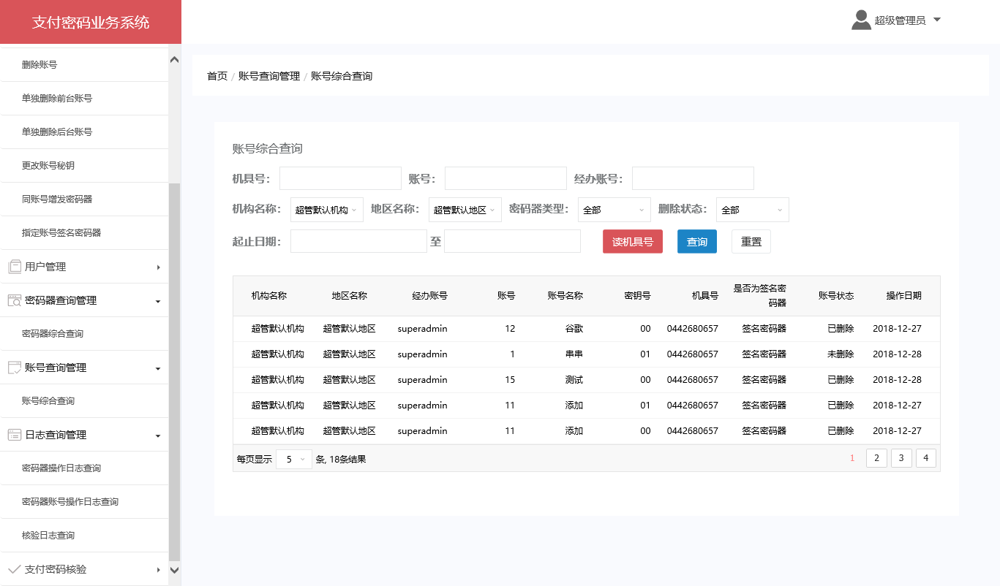 支付密码业务系统
超级管理员
删除账号
单独删除前台账号
单独删除后台账号
更改账号秘钥
同账号增发密码器
指定账号签名密码器
用户管理
密码器查询管理
密码器综合查询
账号查询管理
账号综合查询
日志查询管理
密码器操作日志查询
密码器账号操作日志查询
核验日志查询
支付密码核验
首页 / 账号查询管理 / 账号综合查询
账号综合查询
机具号: 账号: 经办账号:
机构名称: 超管默认机构 地区名称: 超管默认地区 密码器类型: 全部 删除状态: 全部
起止日期: 至 读机具号 查询 重置
机构名称 地区名称 经办账号 账号 账号名称 密钥号 机具号 是否为签名密码器 账号状态 操作日期
超管默认机构 超管默认地区 superadmin 12 谷歌 00 0442680657 签名密码器 已删除 2018-12-27
超管默认机构 超管默认地区 superadmin 1 串串 01 0442680657 签名密码器 未删除 2018-12-28
超管默认机构 超管默认地区 superadmin 15 测试 00 0442680657 签名密码器 已删除 2018-12-28
超管默认机构 超管默认地区 superadmin 11 添加 01 0442680657 签名密码器 已删除 2018-12-27
超管默认机构 超管默认地区 superadmin 11 添加 00 0442680657 签名密码器 已删除 2018-12-27
每页显示 5 条, 18条结果 1 2 3 4